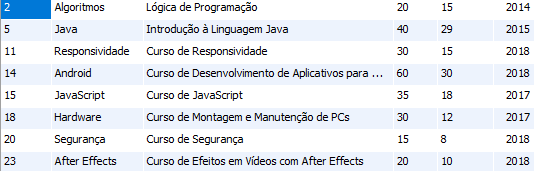 2 Algoritmos Lógica de Programação 20 15 2014
5 Java Introdução à Linguagem Java 40 29 2015
11 Responsividade Curso de Responsividade 30 15 2018
14 Android Curso de Desenvolvimento de Aplicativos para ... 60 30 2018
15 JavaScript Curso de JavaScript 35 18 2017
18 Hardware Curso de Montagem e Manutenção de PCs 30 12 2017
20 Segurança Curso de Segurança 15 8 2018
23 After Effects Curso de Efeitos em Vídeos com After Effects 20 10 2018